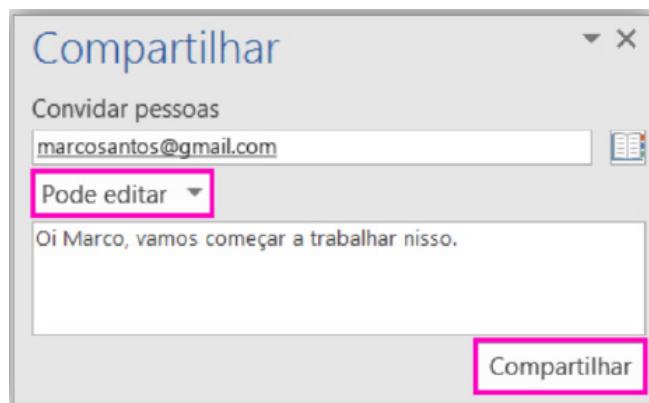 Compartilhar
Convidar pessoas
marcosantos@gmail.com
Pode editar
Oi Marco, vamos começar a trabalhar nisso.
Compartilhar